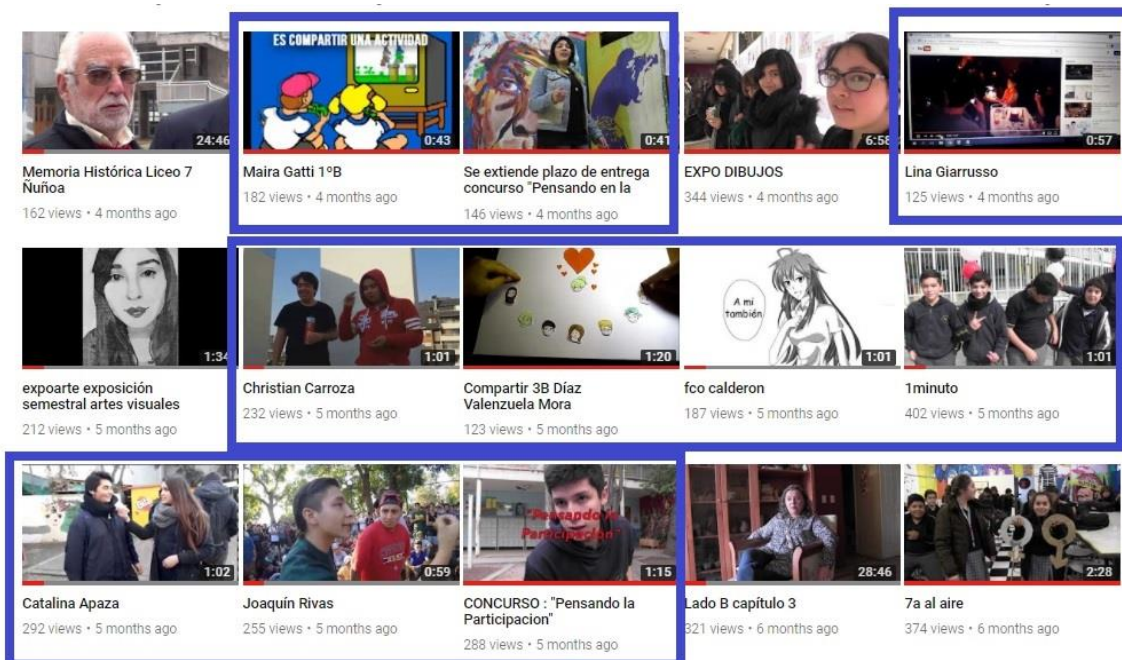 ES COMPARTIR UNA ACTIVIDAD
24:46
0:43
0:41
6:58
0:57
Memoria Histórica Liceo 7
Ñuñoa
162 views • 4 months ago
Maira Gatti 1ºB
182 views • 4 months ago
Se extiende plazo de entrega
concurso "Pensando en la
146 views • 4 months ago
EXPO DIBUJOS
344 views • 4 months ago
Lina Giarrusso
125 views • 4 months ago
A mi
también
1:34
1:01
1:20
1:01
1:01
expoarte exposición
semestral artes visuales
212 views • 5 months ago
Christian Carroza
232 views • 5 months ago
Compartir 3B Díaz
Valenzuela Mora
123 views • 5 months ago
fco calderon
187 views • 5 months ago
1minuto
402 views • 5 months ago
"Pensando la
Participacion"
1:02
0:59
1:15
28:46
2:28
Catalina Apaza
292 views • 5 months ago
Joaquín Rivas
255 views • 5 months ago
CONCURSO : "Pensando la
Participacion"
288 views • 5 months ago
Lado B capítulo 3
321 views • 6 months ago
7a al aire
374 views • 6 months ago